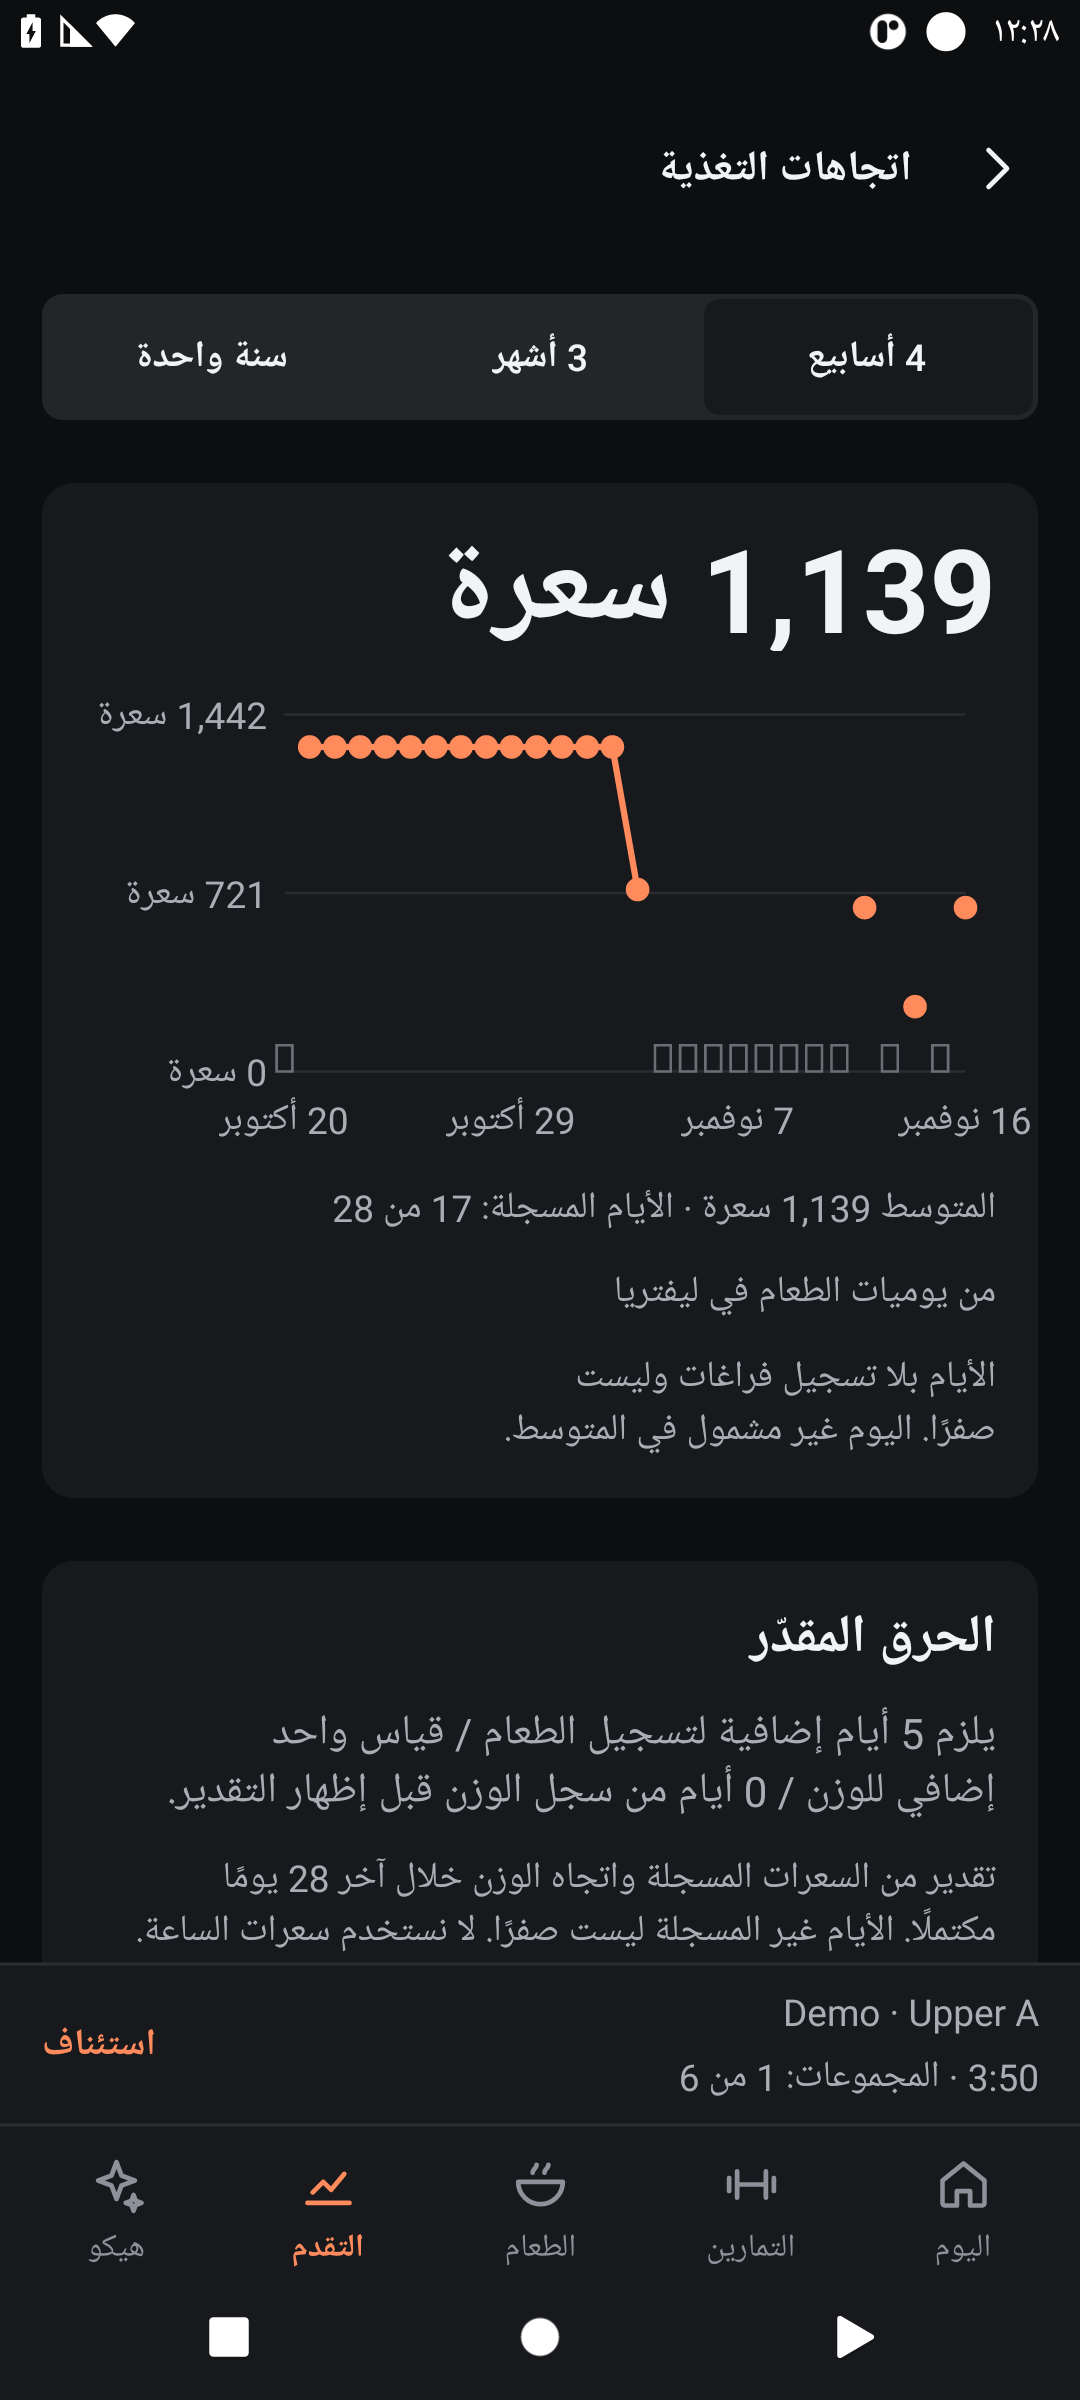 ١٢:٢٨
اتجاهات التغذية
4 أسابيع
3 أشهر
سنة واحدة
1,139 سعرة
1,442 سعرة
721 سعرة
0 سعرة
20 أكتوبر
29 أكتوبر
7 نوفمبر
16 نوفمبر
المتوسط 1,139 سعرة · الأيام المسجلة: 17 من 28
من يوميات الطعام في ليفتريا
الأيام بلا تسجيل فراغات وليست
صفرًا. اليوم غير مشمول في المتوسط.
الحرق المقدّر
يلزم 5 أيام إضافية لتسجيل الطعام / قياس واحد
إضافي للوزن / 0 أيام من سجل الوزن قبل إظهار التقدير.
تقدير من السعرات المسجلة واتجاه الوزن خلال آخر 28 يومًا
مكتملًا. الأيام غير المسجلة ليست صفرًا. لا نستخدم سعرات الساعة.
Demo · Upper A
3:50 · المجموعات: 1 من 6
استئناف
اليوم
التمارين
الطعام
التقدم
هيكو